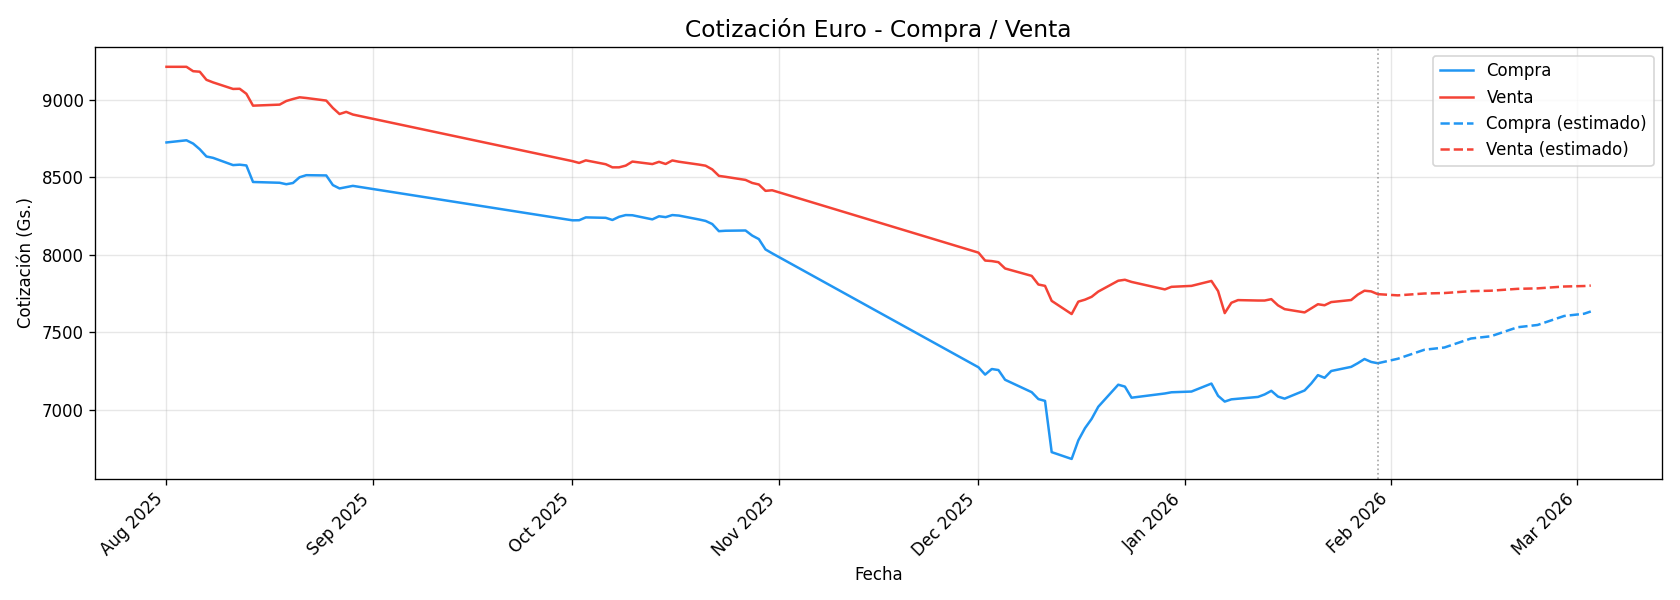 Cotización Euro - Compra / Venta
Compra
Venta
Compra (estimado)
Venta (estimado)
Cotización (Gs.)
9000
8500
8000
7500
7000
Aug 2025
Sep 2025
Oct 2025
Nov 2025
Dec 2025
Jan 2026
Feb 2026
Mar 2026
Fecha